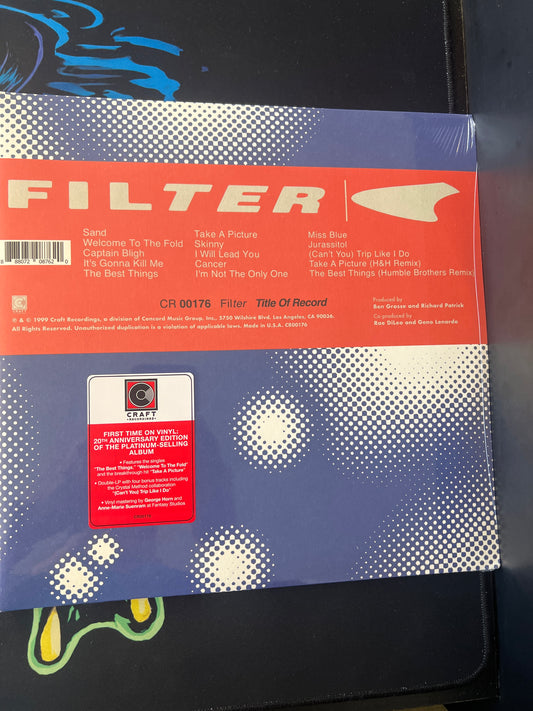 FILTER
Sand
Welcome To The Fold
Captain Bligh
It's Gonna Kill Me
The Best Things
Take A Picture
Skinny
I Will Lead You
Cancer
I'm Not The Only One
Miss Blue
Jurassitol
(Can't You) Trip Like I Do
Take A Picture (H&H Remix)
The Best Things (Humble Brothers Remix)
88072 08762 0
CR 00176 Filter Title Of Record
℗ & © 1999 Craft Recordings, a division of Concord Music Group, Inc. 5750 Wilshire Blvd. Los Angeles, CA 90036.
All Rights Reserved. Unauthorized duplication is a violation of applicable laws. Made in U.S.A. CR00176
Produced by
Ben Grosse and Richard Patrick
Co-produced by
Rae DiLeo and Geno Lenardo
CRAFT
RECORDINGS
FIRST TIME ON VINYL:
20TH ANNIVERSARY EDITION
OF THE PLATINUM-SELLING
ALBUM
• Features the singles
"The Best Things," "Welcome To The Fold"
and the breakthrough hit "Take A Picture"
• Double-LP with four bonus tracks including
the Crystal Method collaboration
"(Can't You) Trip Like I Do"
• Vinyl mastering by George Horn and
Anne-Marie Suenram at Fantasy Studios